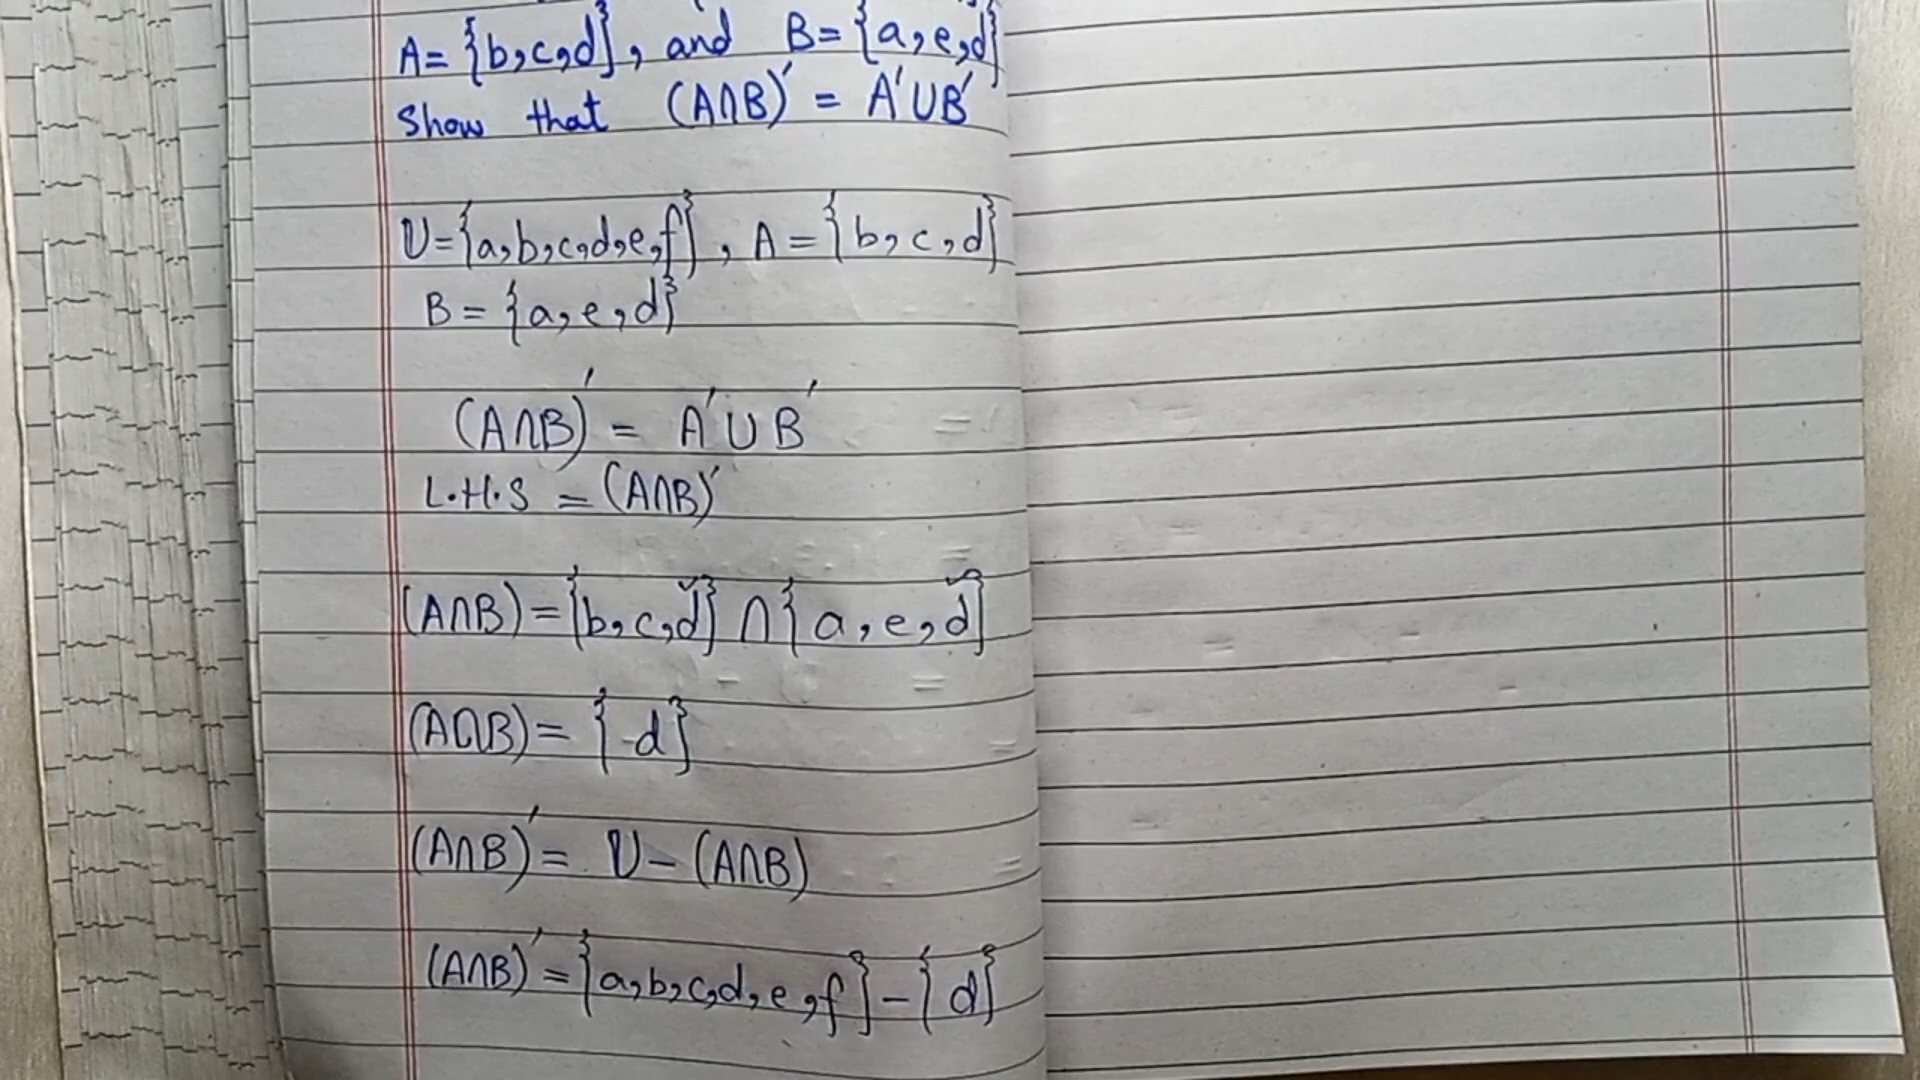 A= {b,c,d}, and B= {a,e,d}
Show that (A∩B)' = A'∪B'
U={a,b,c,d,e,f}, A = {b,c,d}
B = {a,e,d}
(A∩B)' = A'∪B'
L.H.S = (A∩B)'
(A∩B) = {b,c,d} ∩ {a,e,d}
(A∩B) = {d}
(A∩B)' = U - (A∩B)
(A∩B)' = {a,b,c,d,e,f} - {d}